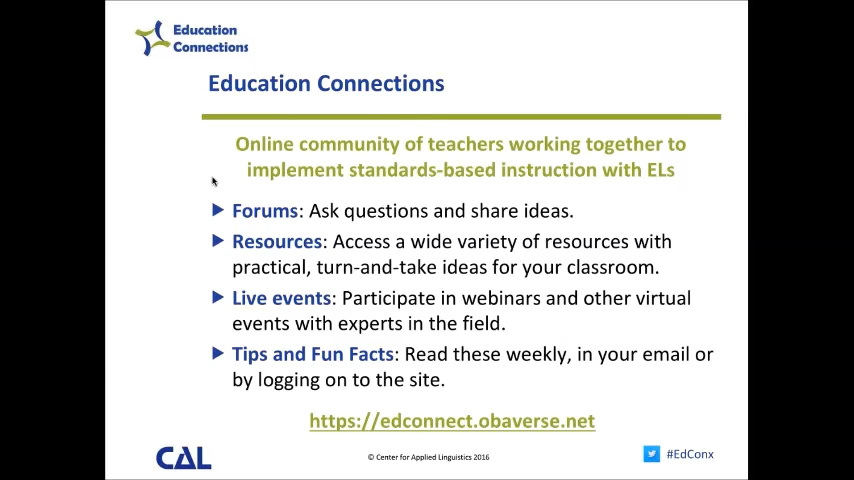 Education
Connections
Education Connections
Online community of teachers working together to
implement standards-based instruction with ELs
Forums: Ask questions and share ideas.
Resources: Access a wide variety of resources with
practical, turn-and-take ideas for your classroom.
Live events: Participate in webinars and other virtual
events with experts in the field.
Tips and Fun Facts: Read these weekly, in your email or
by logging on to the site.
https://edconnect.obaverse.net
CAL
© Center for Applied Linguistics 2016
#EdConx